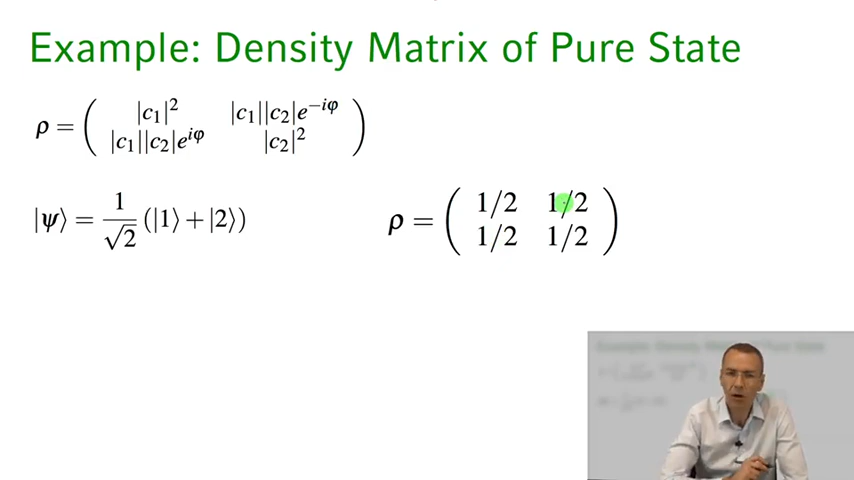 Example: Density Matrix of Pure State
ρ = ( |c₁|² |c₁||c₂|e^{−iφ}
|c₁||c₂|e^{iφ} |c₂|² )
|ψ⟩ = 1/√2 (|1⟩ + |2⟩)
ρ = ( 1/2 1/2
1/2 1/2 )